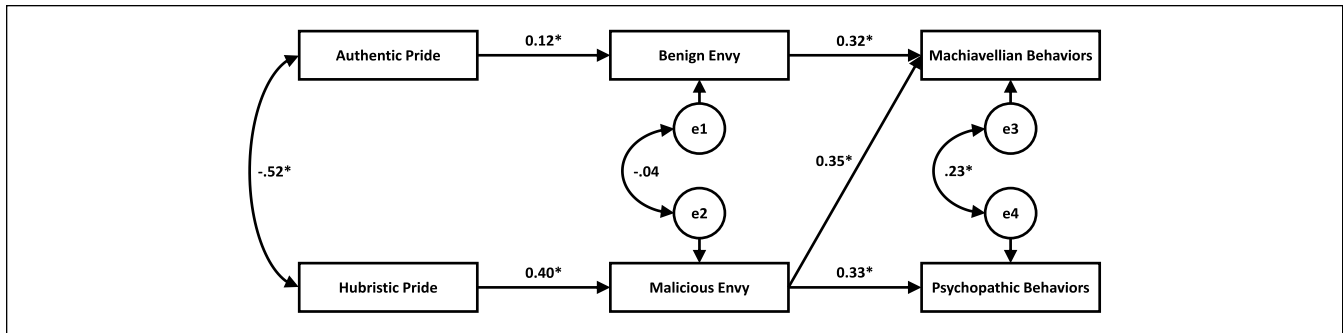 Authentic Pride
0.12*
Benign Envy
0.32*
Machiavellian Behaviors
e1
e3
-.52*
-.04
0.35*
.23*
e2
e4
Hubristic Pride
0.40*
Malicious Envy
0.33*
Psychopathic Behaviors